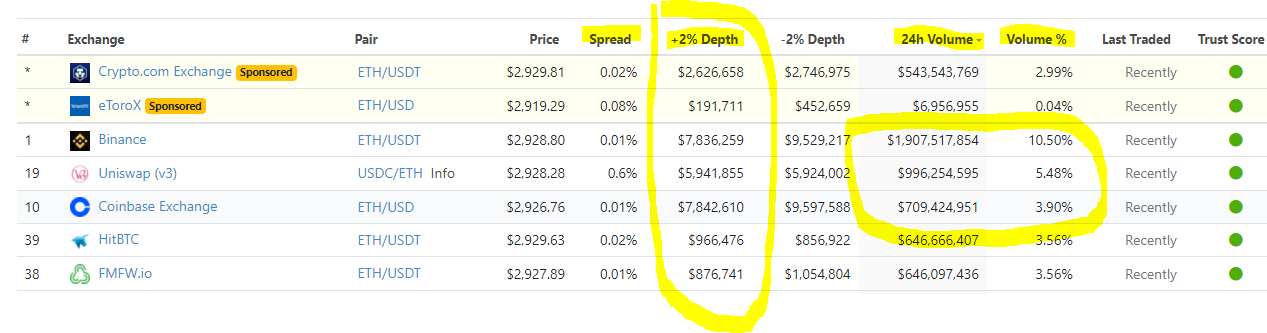 # Exchange Pair Price Spread +2% Depth -2% Depth 24h Volume Volume % Last Traded Trust Score
* Crypto.com Exchange Sponsored ETH/USDT $2,929.81 0.02% $2,626,658 $2,746,975 $543,543,769 2.99% Recently
* eToroX Sponsored ETH/USD $2,919.29 0.08% $191,711 $452,659 $6,956,955 0.04% Recently
1 Binance ETH/USDT $2,928.80 0.01% $7,836,259 $9,529,217 $1,907,517,854 10.50% Recently
19 Uniswap (v3) USDC/ETH Info $2,928.28 0.6% $5,941,855 $5,924,002 $996,254,595 5.48% Recently
10 Coinbase Exchange ETH/USD $2,926.76 0.01% $7,842,610 $9,597,588 $709,424,951 3.90% Recently
39 HitBTC ETH/USDT $2,929.63 0.02% $966,476 $856,922 $646,666,407 3.56% Recently
38 FMFW.io ETH/USDT $2,927.89 0.01% $876,741 $1,054,804 $646,097,436 3.56% Recently